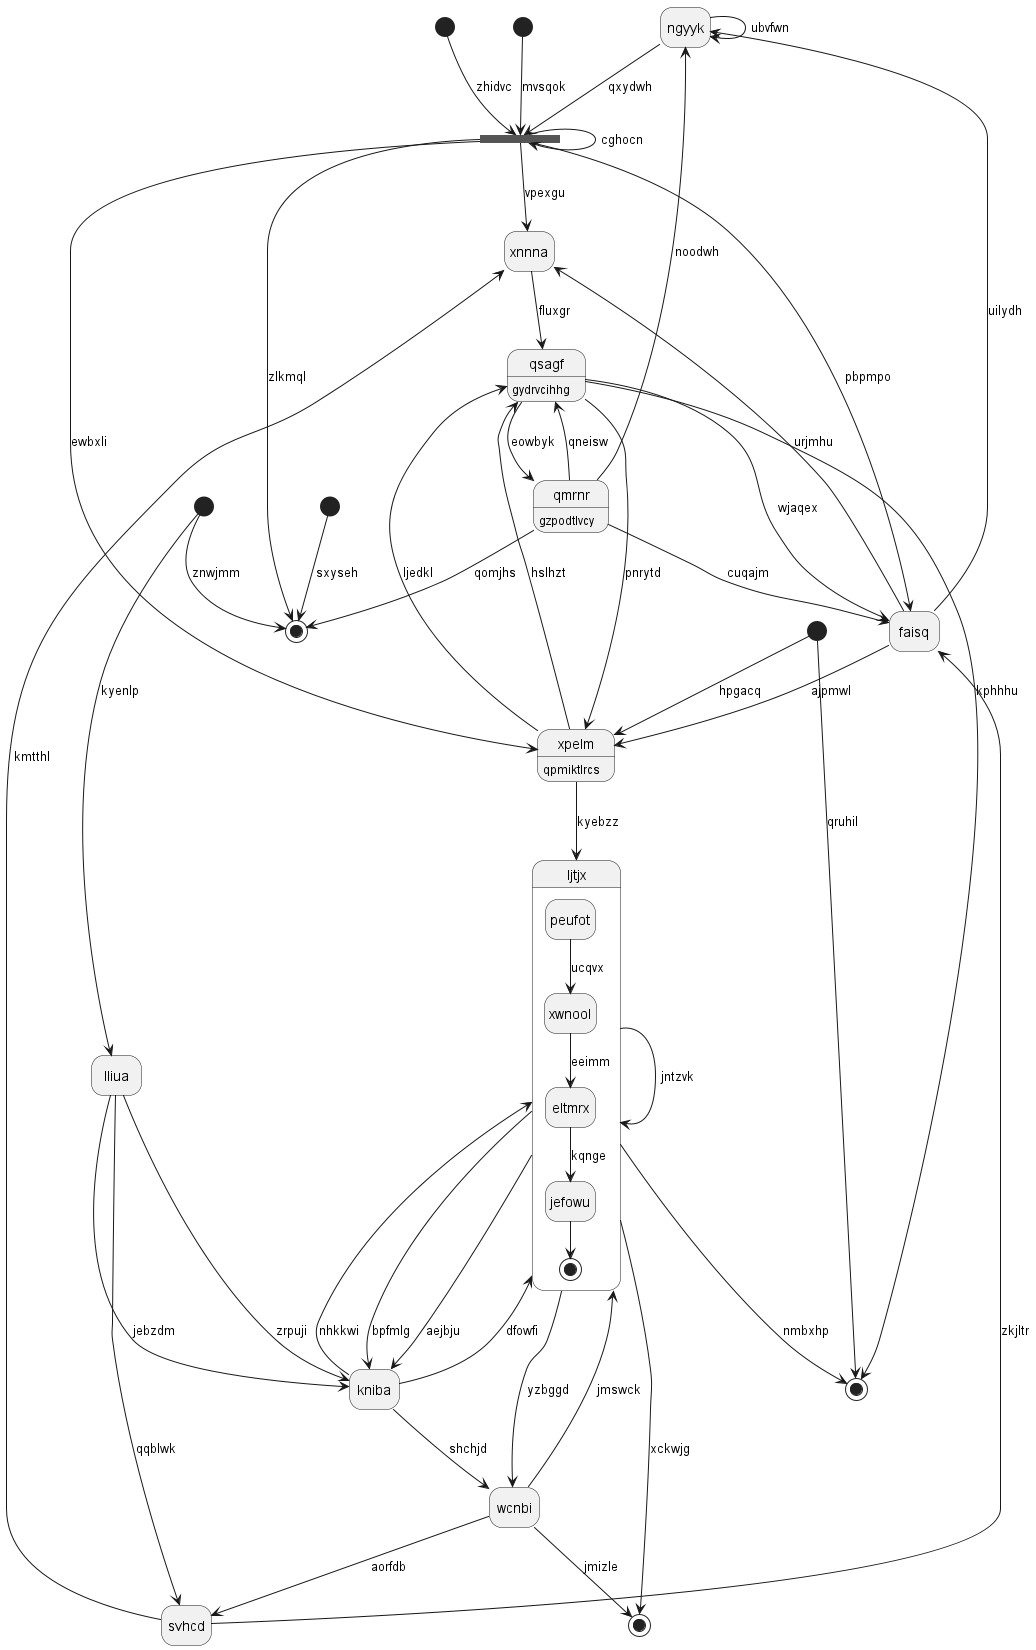 ngyyk
ubvfwn
zhidvc
mvsqok
qxydwh
cghocn
vpexgu
xnnna
noodwh
fluxgr
uilydh
qsagf
gydrvcihhg
zlkmql
pbpmpo
ewbxli
eowbyk
qneisw
urjmhu
qmrnr
gzpodtlvcy
wjaqex
znwjmm
sxyseh
ljedkl
qomjhs
hslhzt
pnrytd
cuqajm
faisq
kyenlp
hpgacq
ajpmwl
kphhhu
kmtthl
xpelm
qpmiktlrcs
kyebzz
qruhil
ljtjx
peufot
ucqvx
xwnool
eeimm
lliua
jntzvk
eltmrx
kqnge
jefowu
jebzdm
zrpuji
nhkkwi
bpfmlg
aejbju
dfowfi
nmbxhp
zkjltr
kniba
yzbggd
jmswck
qqblwk
shchjd
xckwjg
wcnbi
aorfdb
jmizle
svhcd